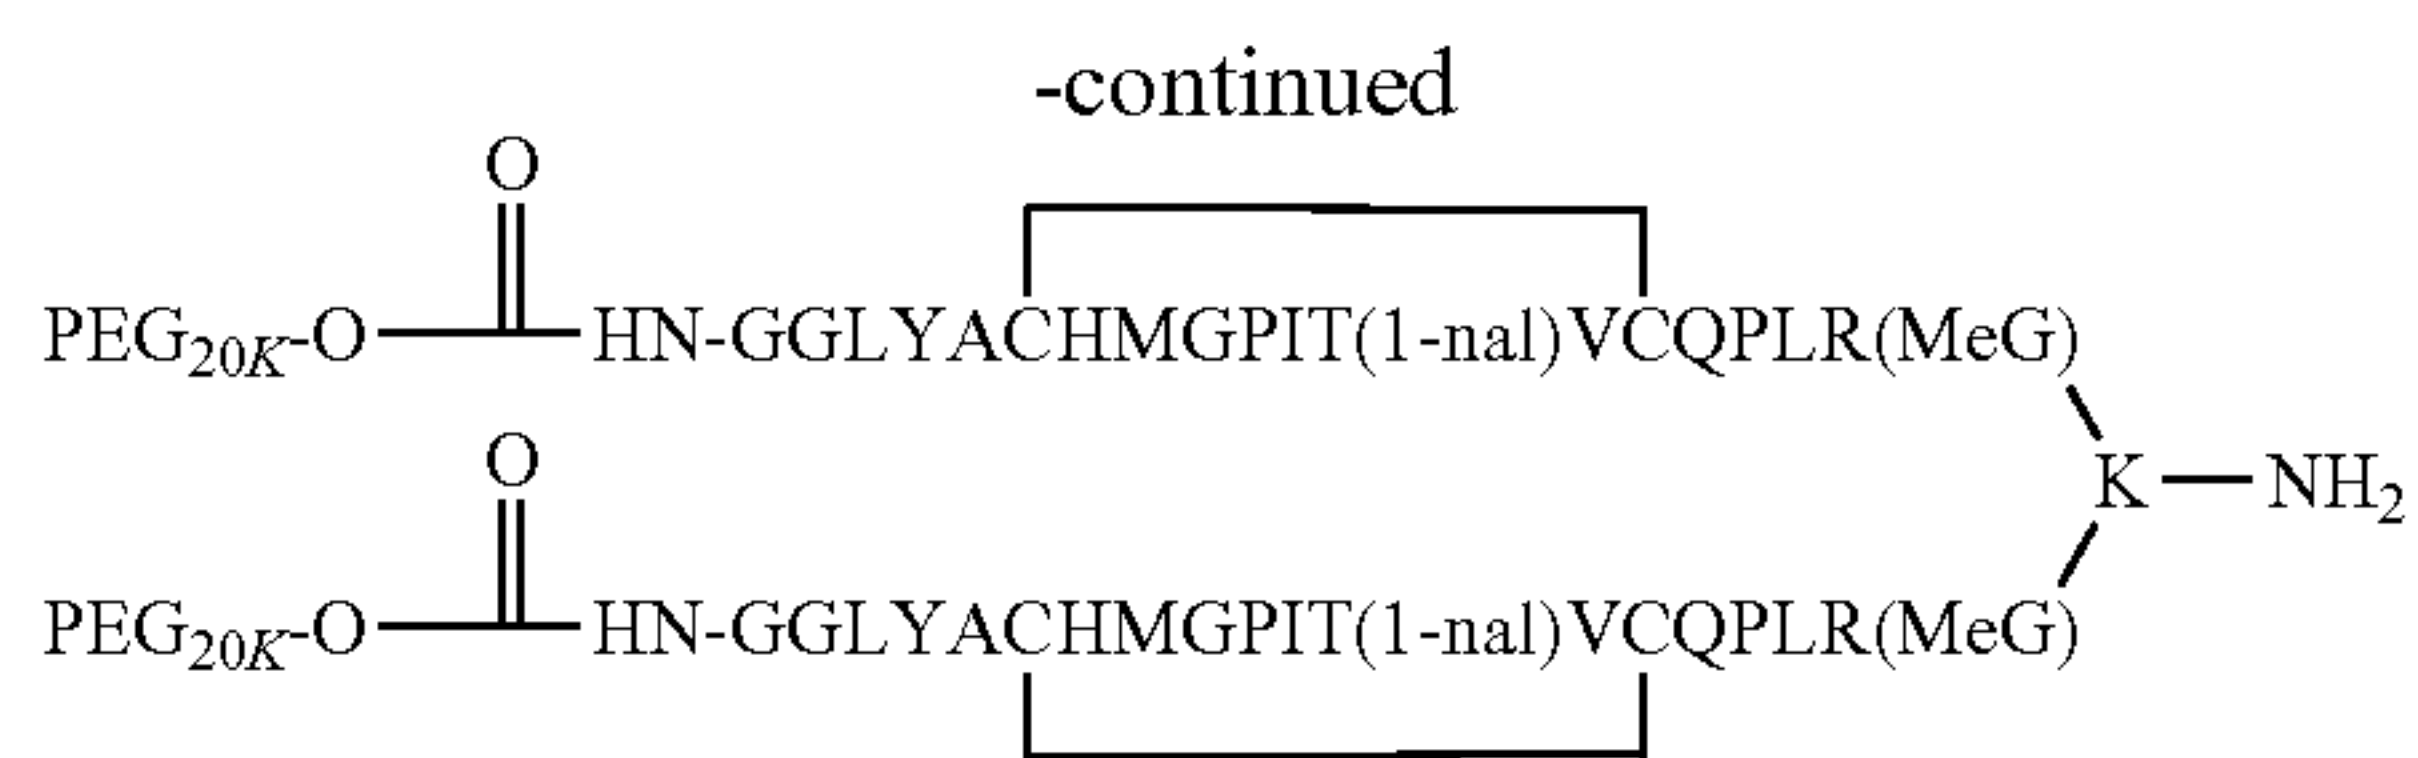 -continued
O
PEG20K-O HN-GGLYACHMGPIT(1-nal)VCQPLR(MeG)
O
K NH2
PEG20K-O HN-GGLYACHMGPIT(1-nal)VCQPLR(MeG)